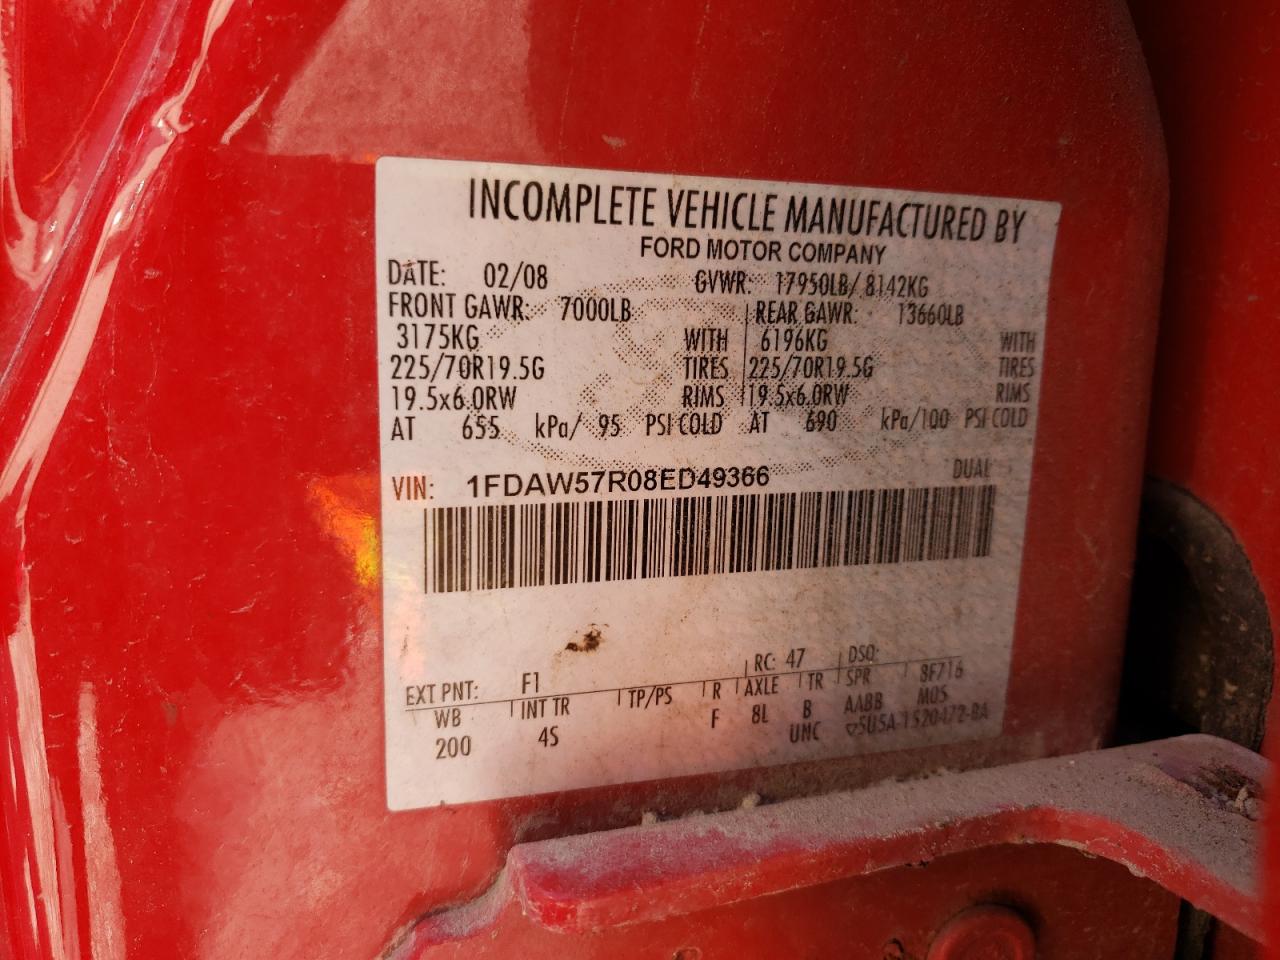 INCOMPLETE VEHICLE MANUFACTURED BY
FORD MOTOR COMPANY
DATE: 02/08 GVWR: 17950LB/ 8142KG
FRONT GAWR: 7000LB REAR GAWR: 13660LB
3175KG WITH 6196KG WITH
225/70R19.5G TIRES 225/70R19.5G TIRES
19.5x6.0RW RIMS 19.5x6.0RW RIMS
AT 655 kPa/ 95 PSI COLD AT 690 kPa/100 PSI COLD
VIN: 1FDAW57R08ED49366 DUAL
EXT PNT: F1 RC: 47 DSO: 8F716
WB INT TR TP/PS R AXLE TR SPR MOS
200 4S F 8L B AABB
UNC ▽5U5A-1520472-BA